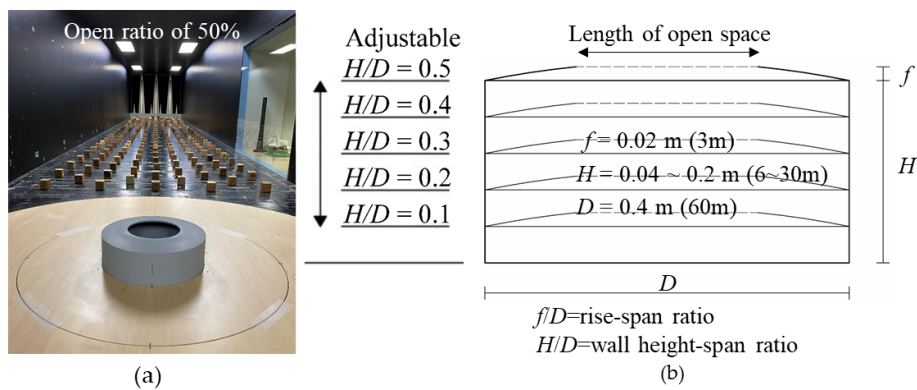 Open ratio of 50%
Adjustable
H/D = 0.5
H/D = 0.4
H/D = 0.3
H/D = 0.2
H/D = 0.1
Length of open space
f
f = 0.02 m (3m)
H = 0.04 ~ 0.2 m (6~30m)
D = 0.4 m (60m)
H
D
f/D=rise-span ratio
H/D=wall height-span ratio
(a)
(b)